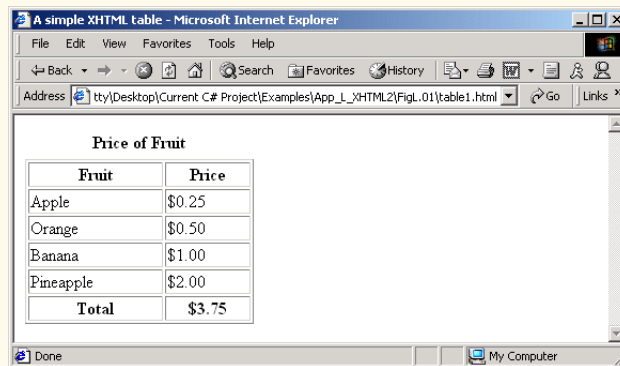 A simple XHTML table - Microsoft Internet Explorer
File Edit View Favorites Tools Help
Back Search Favorites History
Address tty\Desktop\Current C# Project\Examples\App_L_XHTML2\FigL.01\table1.html Go Links »
Price of Fruit
Fruit Price
Apple $0.25
Orange $0.50
Banana $1.00
Pineapple $2.00
Total $3.75
Done My Computer